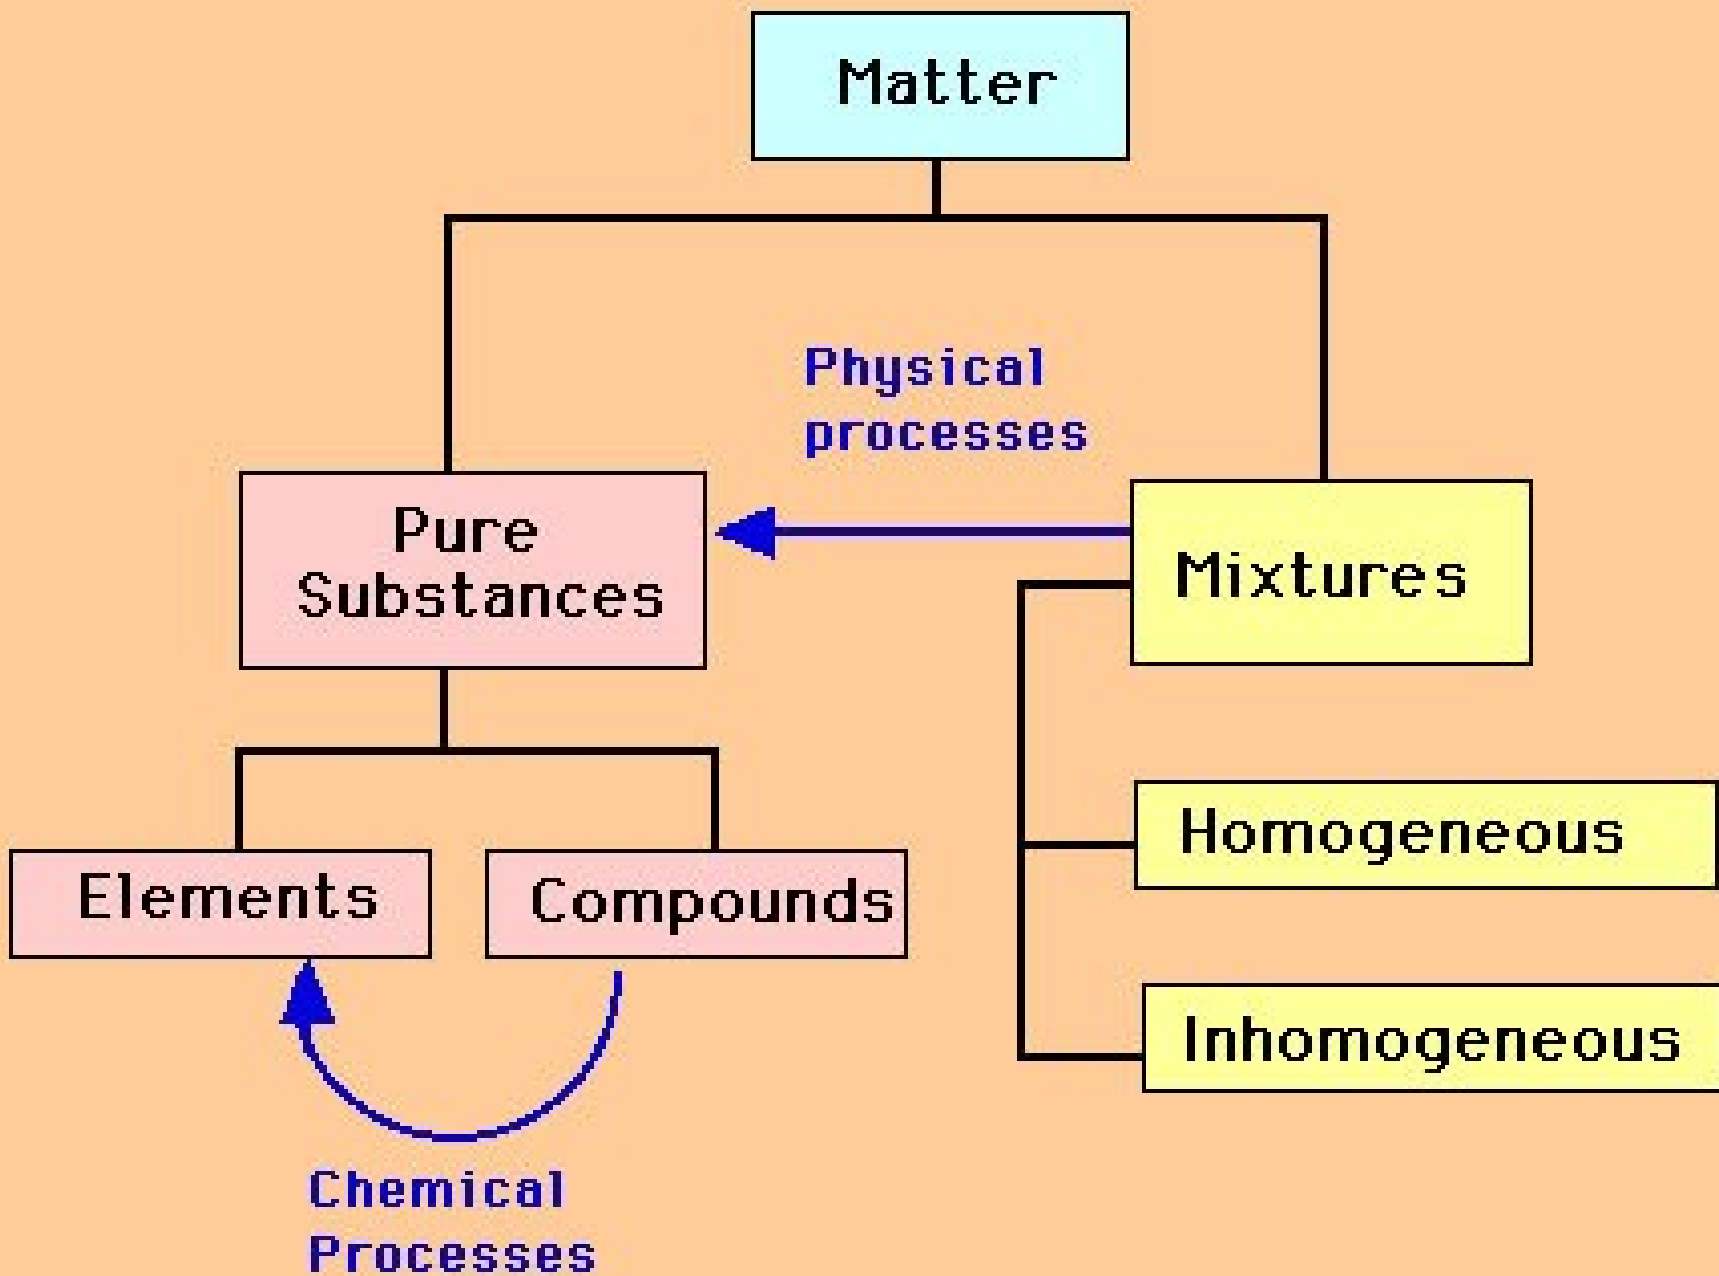 Matter
Physical
processes
Pure
Substances
Mixtures
Elements
Compounds
Homogeneous
Inhomogeneous
Chemical
Processes